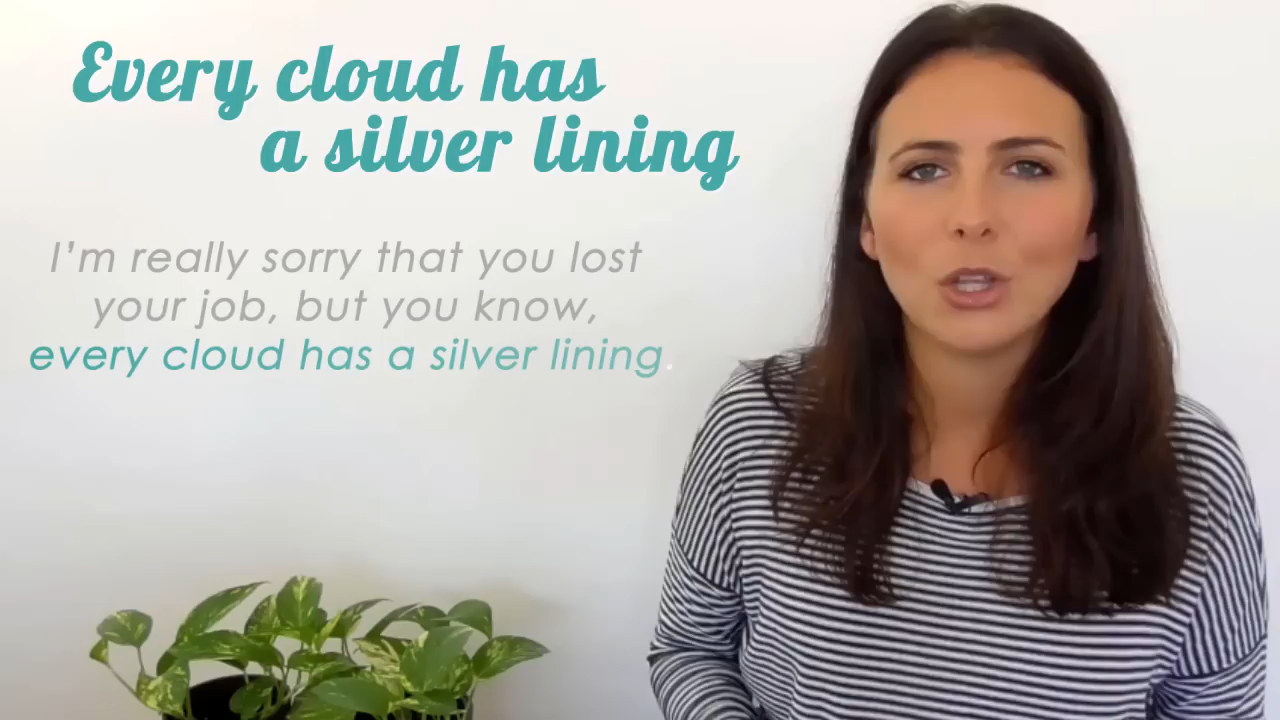 Every cloud has
a silver lining
I'm really sorry that you lost
your job, but you know,
every cloud has a silver lining.